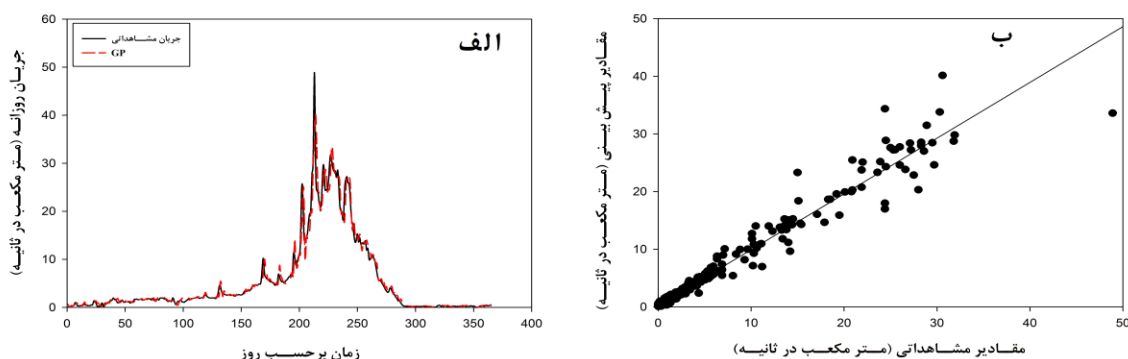 الف
جریان مشاهداتی
GP
جریان روزانه (متر مکعب در ثانیه)
60
50
40
30
20
10
0
0 50 100 150 200 250 300 350 400
زمان برحسب روز
ب
مقادیر پیش بینی (متر مکعب در ثانیه)
50
40
30
20
10
0
0 10 20 30 40 50
مقادیر مشاهداتی (متر مکعب در ثانیه)